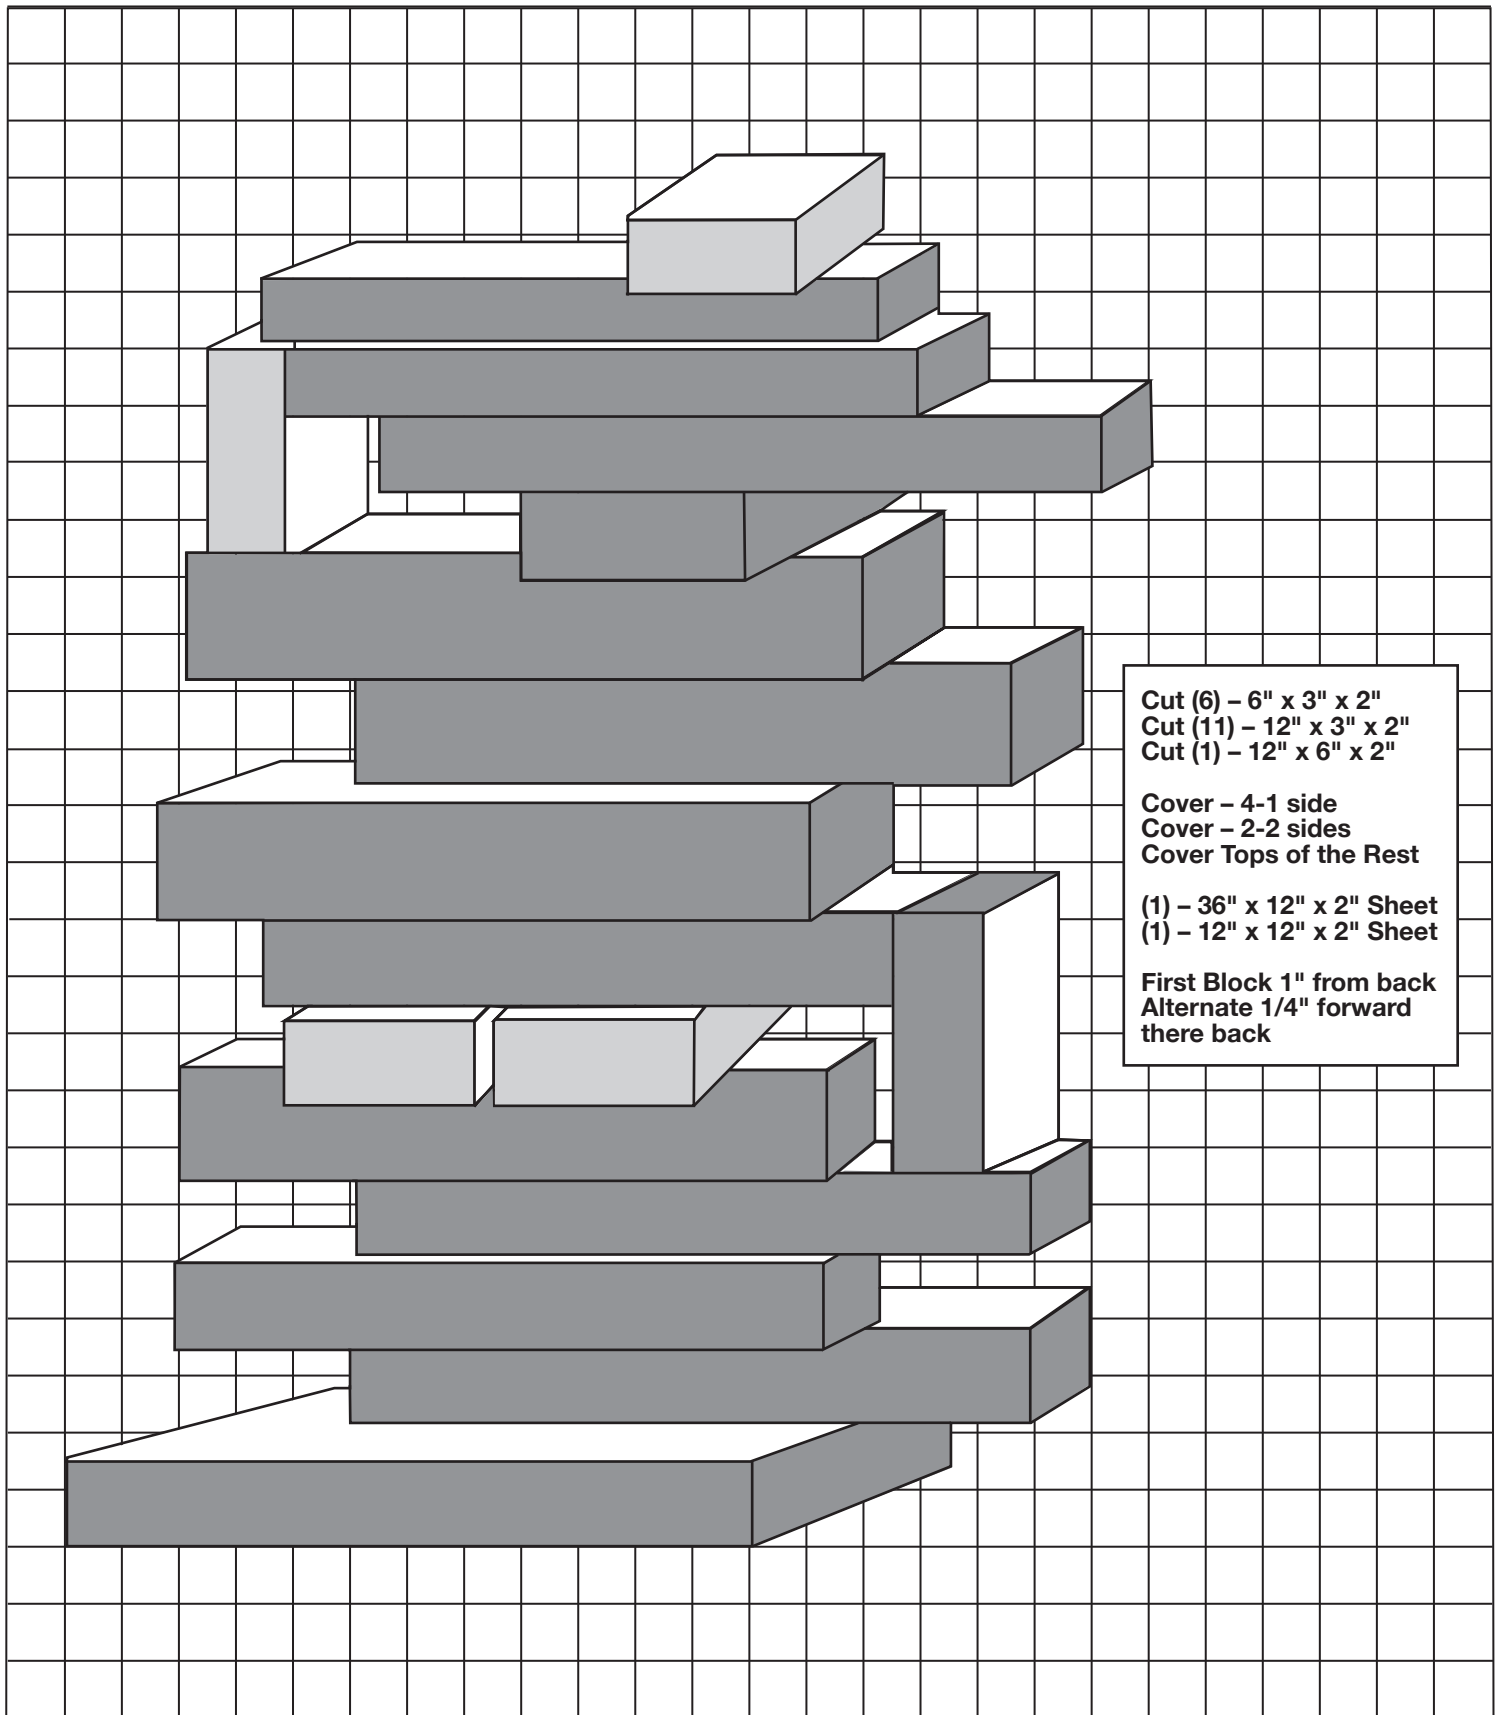 Cut (6) – 6" x 3" x 2"
Cut (11) – 12" x 3" x 2"
Cut (1) – 12" x 6" x 2"
Cover – 4-1 side
Cover – 2-2 sides
Cover Tops of the Rest
(1) – 36" x 12" x 2" Sheet
(1) – 12" x 12" x 2" Sheet
First Block 1" from back
Alternate 1/4" forward
there back